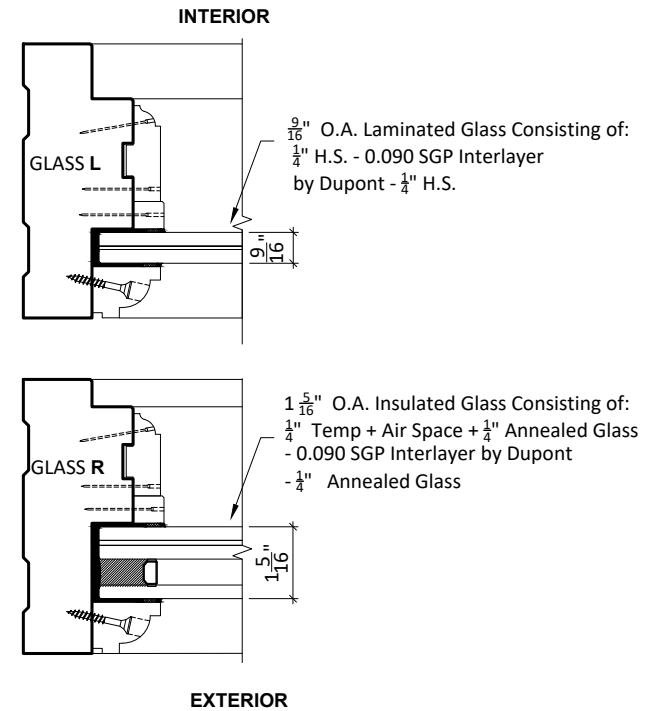 INTERIOR
9/16" O.A. Laminated Glass Consisting of:
1/4" H.S. - 0.090 SGP Interlayer
by Dupont - 1/4" H.S.
GLASS L
9/16"
1 5/16" O.A. Insulated Glass Consisting of:
1/4" Temp + Air Space + 1/4" Annealed Glass
- 0.090 SGP Interlayer by Dupont
- 1/4" Annealed Glass
GLASS R
1 5/16"
EXTERIOR